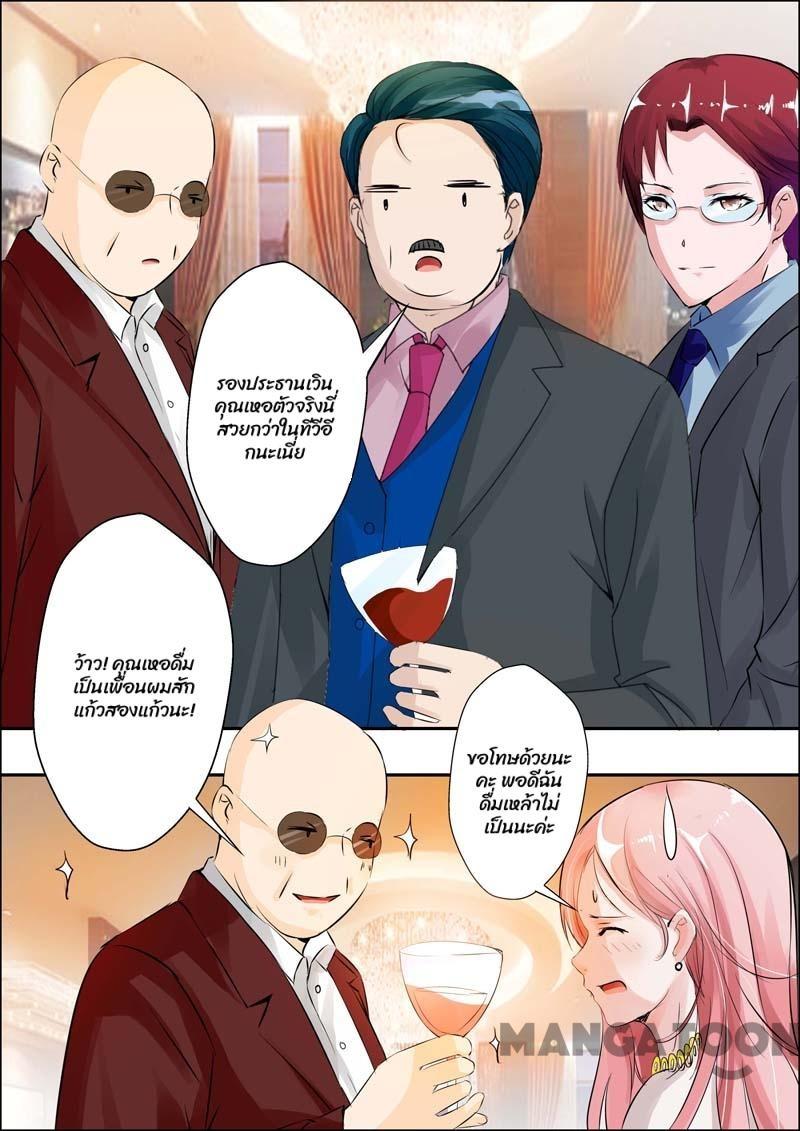 รองประธานเวิน
คุณเหอตัวจริงนี่
สวยกว่าในทีวีอี
กนะเนี่ย
ว้าว! คุณเหอดื่ม
เป็นเพื่อนผมสัก
แก้วสองแก้วนะ!
ขอโทษด้วยนะ
คะ พอดีฉัน
ดื่มเหล้าไม่
เป็นนะค่ะ
MANGATOON